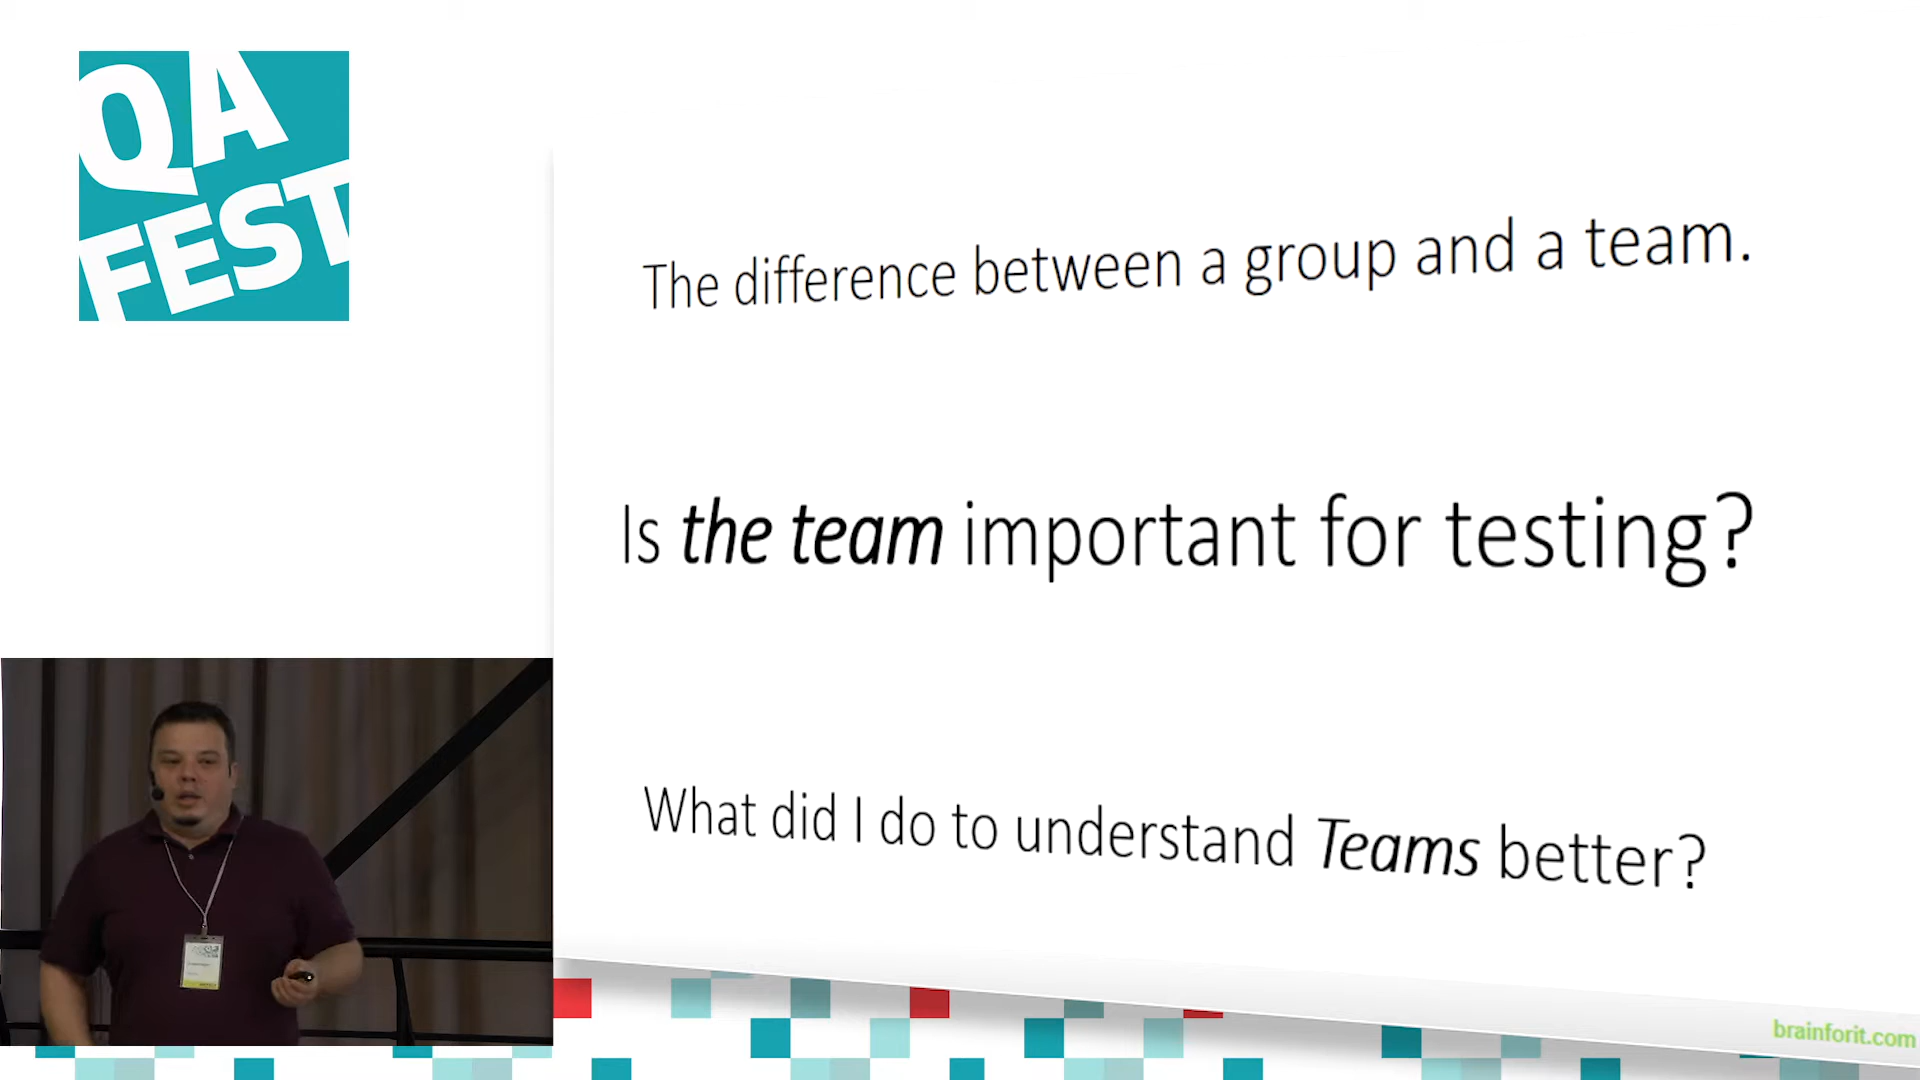 QA
FEST
The difference between a group and a team.
Is the team important for testing?
What did I do to understand Teams better?
brainforit.com